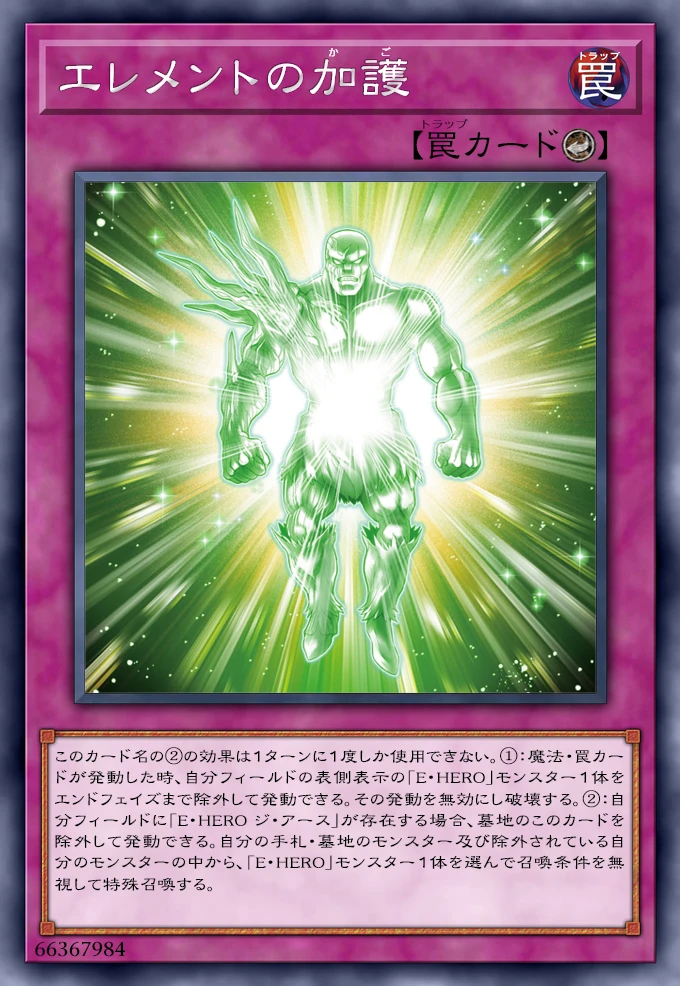 エレメントの加護
かご
罠
トラップ
【罠カード】
トラップ
このカード名の②の効果は1ターンに1度しか使用できない。①:魔法・罠カー
ドが発動した時、自分フィールドの表側表示の「E・HERO」モンスター1体を
エンドフェイズまで除外して発動できる。その発動を無効にし破壊する。②:自
分フィールドに「E・HERO ジ・アース」が存在する場合、墓地のこのカードを
除外して発動できる。自分の手札・墓地のモンスター及び除外されている自
分のモンスターの中から、「E・HERO」モンスター1体を選んで召喚条件を無
視して特殊召喚する。
66367984